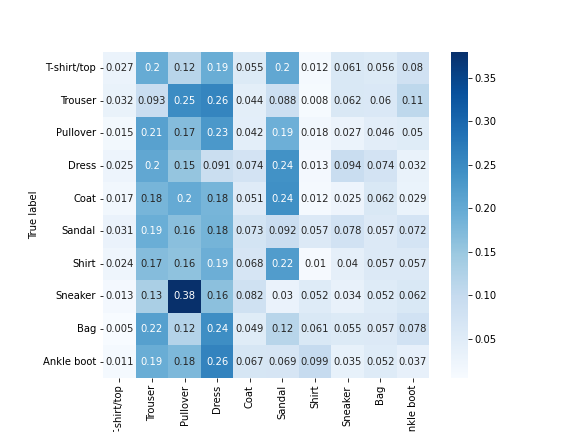 T-shirt/top 0.027 0.2 0.12 0.19 0.055 0.2 0.012 0.061 0.056 0.08
Trouser 0.032 0.093 0.25 0.26 0.044 0.088 0.008 0.062 0.06 0.11
Pullover 0.015 0.21 0.17 0.23 0.042 0.19 0.018 0.027 0.046 0.05
Dress 0.025 0.2 0.15 0.091 0.074 0.24 0.013 0.094 0.074 0.032
Coat 0.017 0.18 0.2 0.18 0.051 0.24 0.012 0.025 0.062 0.029
Sandal 0.031 0.19 0.16 0.18 0.073 0.092 0.057 0.078 0.057 0.072
Shirt 0.024 0.17 0.16 0.19 0.068 0.22 0.01 0.04 0.057 0.057
Sneaker 0.013 0.13 0.38 0.16 0.082 0.03 0.052 0.034 0.052 0.062
Bag 0.005 0.22 0.12 0.24 0.049 0.12 0.061 0.055 0.057 0.078
Ankle boot 0.011 0.19 0.18 0.26 0.067 0.069 0.099 0.035 0.052 0.037
True label
-shirt/top Trouser Pullover Dress Coat Sandal Shirt Sneaker Bag nkle boot
0.35
0.30
0.25
0.20
0.15
0.10
0.05